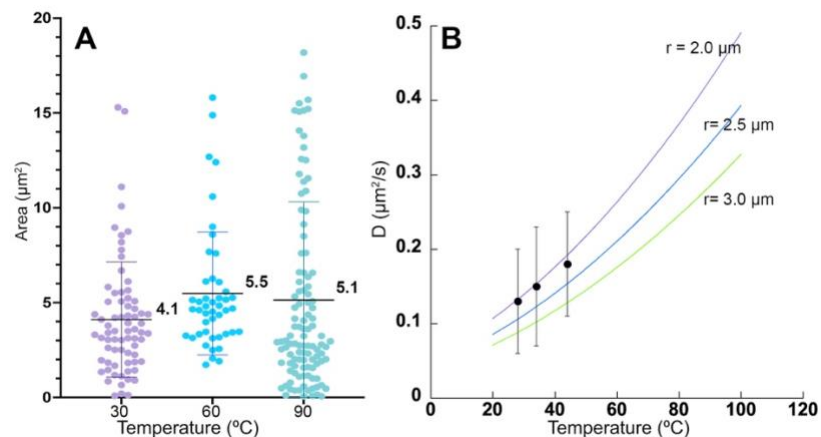 A
B
20
15
10
5
0
Area (µm²)
4.1
5.5
5.1
30
60
90
Temperature (ºC)
0.5
0.4
0.3
0.2
0.1
0
D (µm²/s)
r = 2.0 µm
r= 2.5 µm
r= 3.0 µm
0
20
40
60
80
100
120
Temperature (ºC)